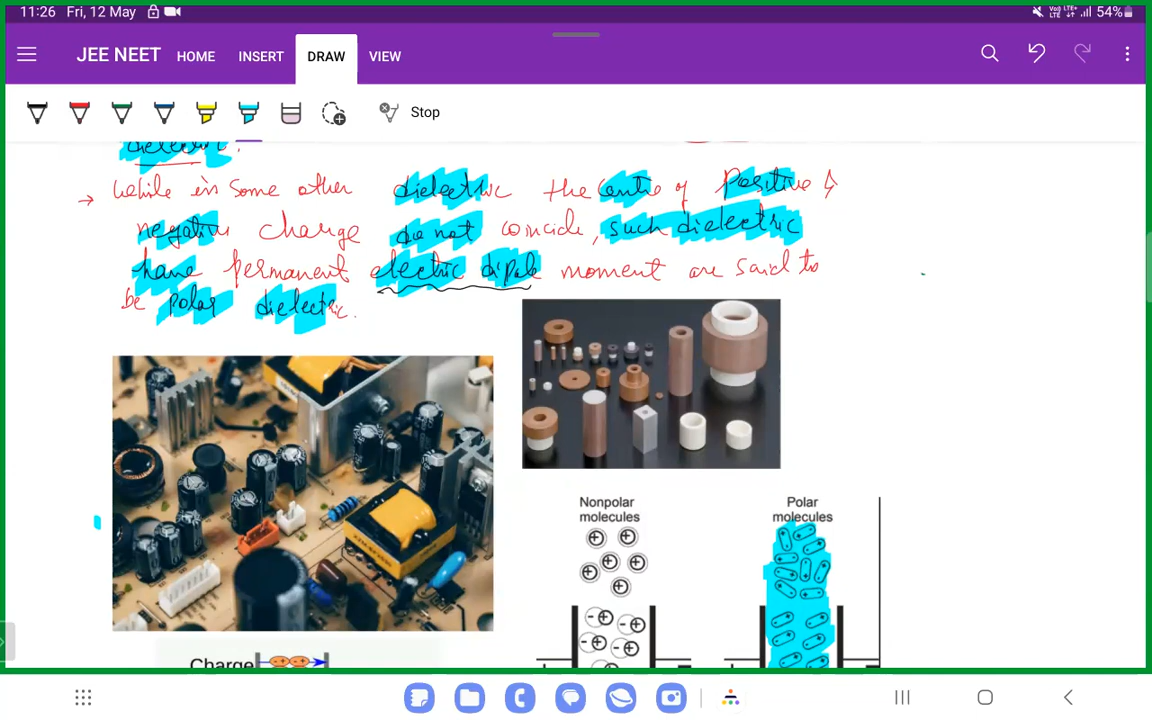 11:26 Fri, 12 May
54%
JEE NEET HOME INSERT DRAW VIEW
Stop
dielectric.
→ While in some other dielectric the centre of positive &
negative charge do not coincide, such dielectric
have permanent electric dipole moment are said to
be polar dielectric.
Nonpolar
molecules
Polar
molecules
Charge